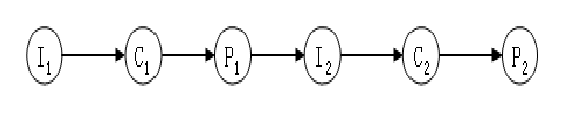 I₁ C₁ P₁ I₂ C₂ P₂